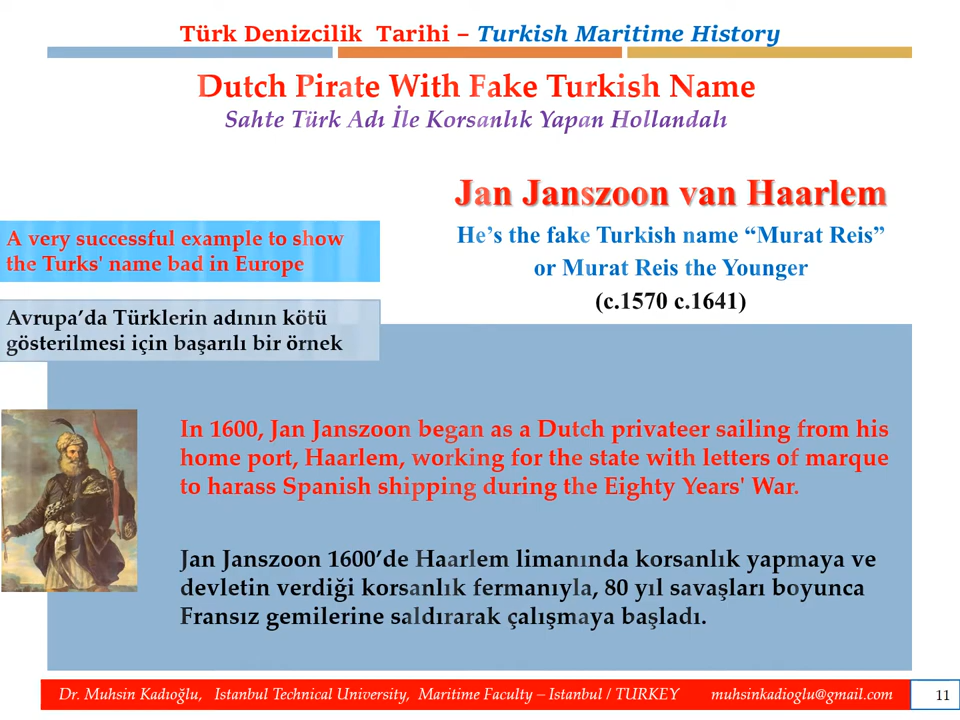 Türk Denizcilik Tarihi – Turkish Maritime History
Dutch Pirate With Fake Turkish Name
Sahte Türk Adı İle Korsanlık Yapan Hollandalı
Jan Janszoon van Haarlem
He’s the fake Turkish name “Murat Reis”
or Murat Reis the Younger
(c.1570 c.1641)
A very successful example to show
the Turks' name bad in Europe
Avrupa’da Türklerin adının kötü
gösterilmesi için başarılı bir örnek
In 1600, Jan Janszoon began as a Dutch privateer sailing from his
home port, Haarlem, working for the state with letters of marque
to harass Spanish shipping during the Eighty Years' War.
Jan Janszoon 1600’de Haarlem limanında korsanlık yapmaya ve
devletin verdiği korsanlık fermanıyla, 80 yıl savaşları boyunca
Fransız gemilerine saldırarak çalışmaya başladı.
Dr. Muhsin Kadıoğlu, Istanbul Technical University, Maritime Faculty – Istanbul / TURKEY muhsinkadioglu@gmail.com 11